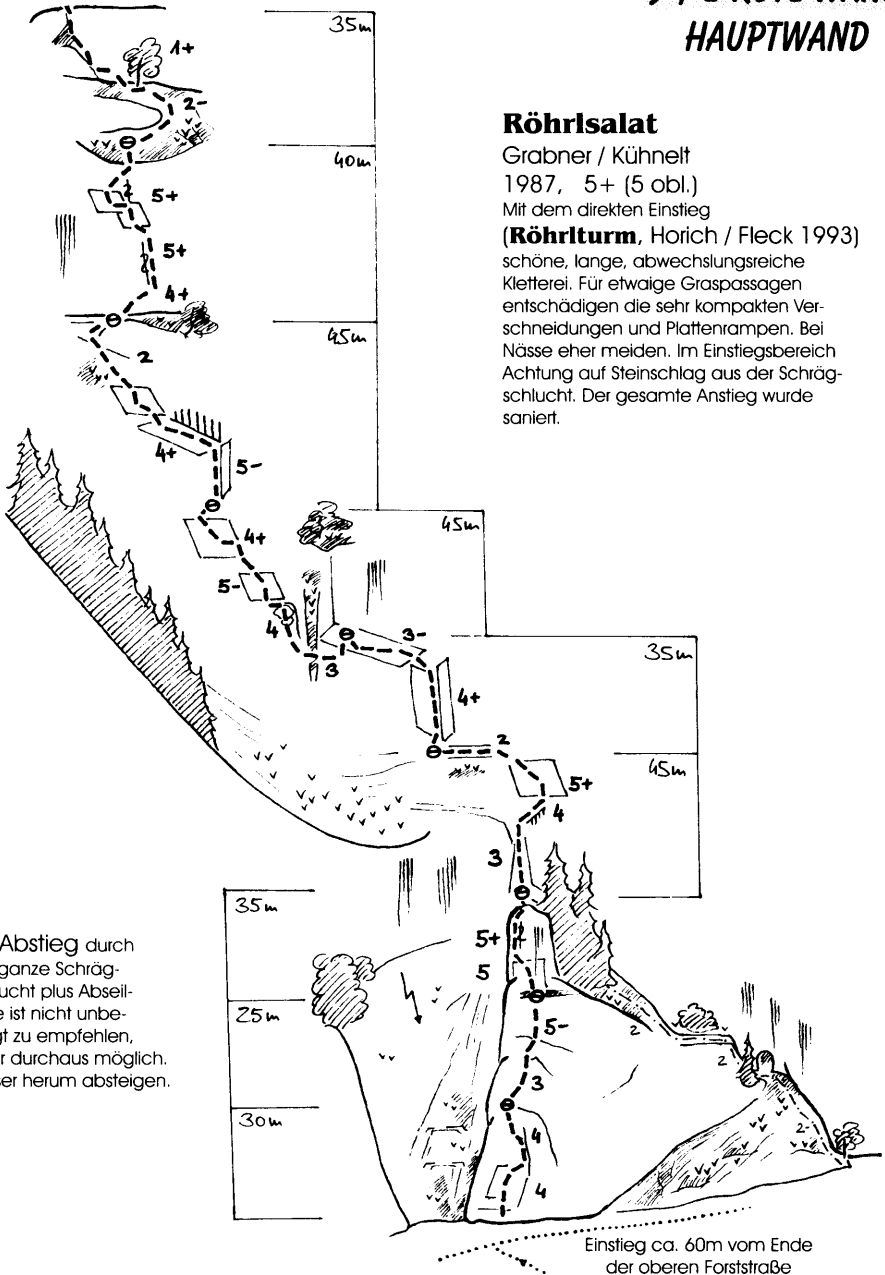 HAUPTWAND
Röhrlsalat
Grabner / Kühnelt
1987, 5+ (5 obl.)
Mit dem direkten Einstieg
(Röhrlturm, Horich / Fleck 1993)
schöne, lange, abwechslungsreiche
Kletterei. Für etwaige Graspassagen
entschädigen die sehr kompakten Ver-
schneidungen und Plattenrampen. Bei
Nässe eher meiden. Im Einstiegsbereich
Achtung auf Steinschlag aus der Schräg-
schlucht. Der gesamte Anstieg wurde
saniert.
35m
1+
2-
40m
5+
5+
4+
45m
2
4+
5-
45m
4+
5-
4
3
3-
35m
4+
2
45m
5+
4
3
35m
5+
5
25m
5-
3
30m
4
4
2
2
2-
Abstieg durch
ganze Schräg-
ucht plus Abseil-
e ist nicht unbe-
gt zu empfehlen,
r durchaus möglich.
ser herum absteigen.
Einstieg ca. 60m vom Ende
der oberen Forststraße